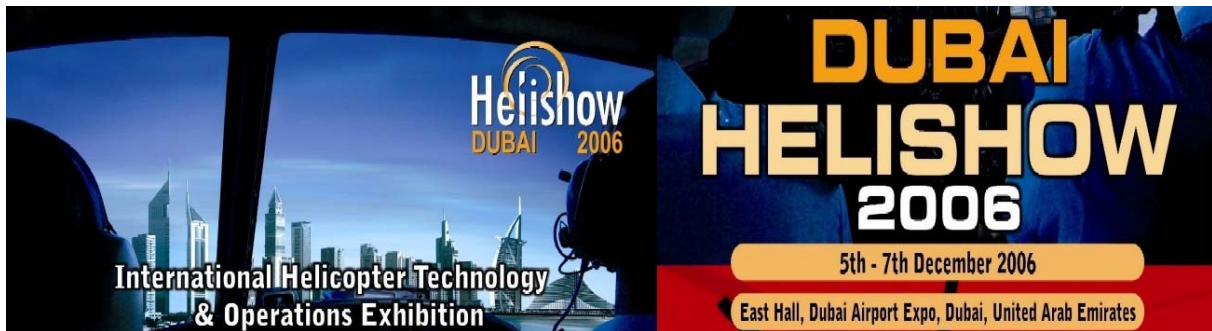 Helishow
DUBAI 2006
International Helicopter Technology
& Operations Exhibition
DUBAI
HELISHOW
2006
5th - 7th December 2006
East Hall, Dubai Airport Expo, Dubai, United Arab Emirates